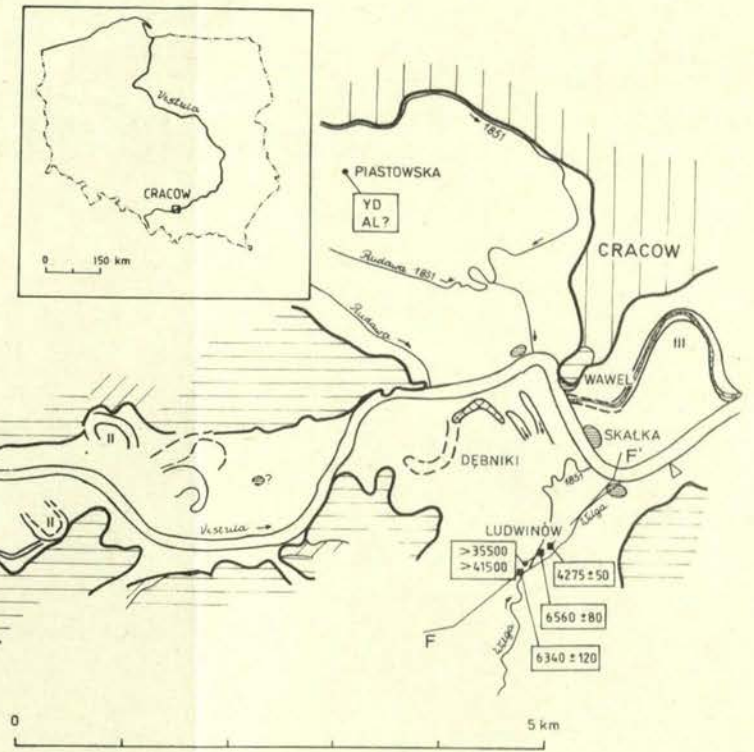 Vistula
CRACOW
0 150 km
1851
PIASTOWSKA
YD
AL?
Rudawa 1851
CRACOW
Rudawa
III
WAWEL
II
SKAŁKA
?
DĘBNIKI
F'
1851
II
Vistula
Wilga
LUDWINÓW
>35500
>41500
4275±50
6560 ±80
F
Wilga
6340 ±120
0 5 km